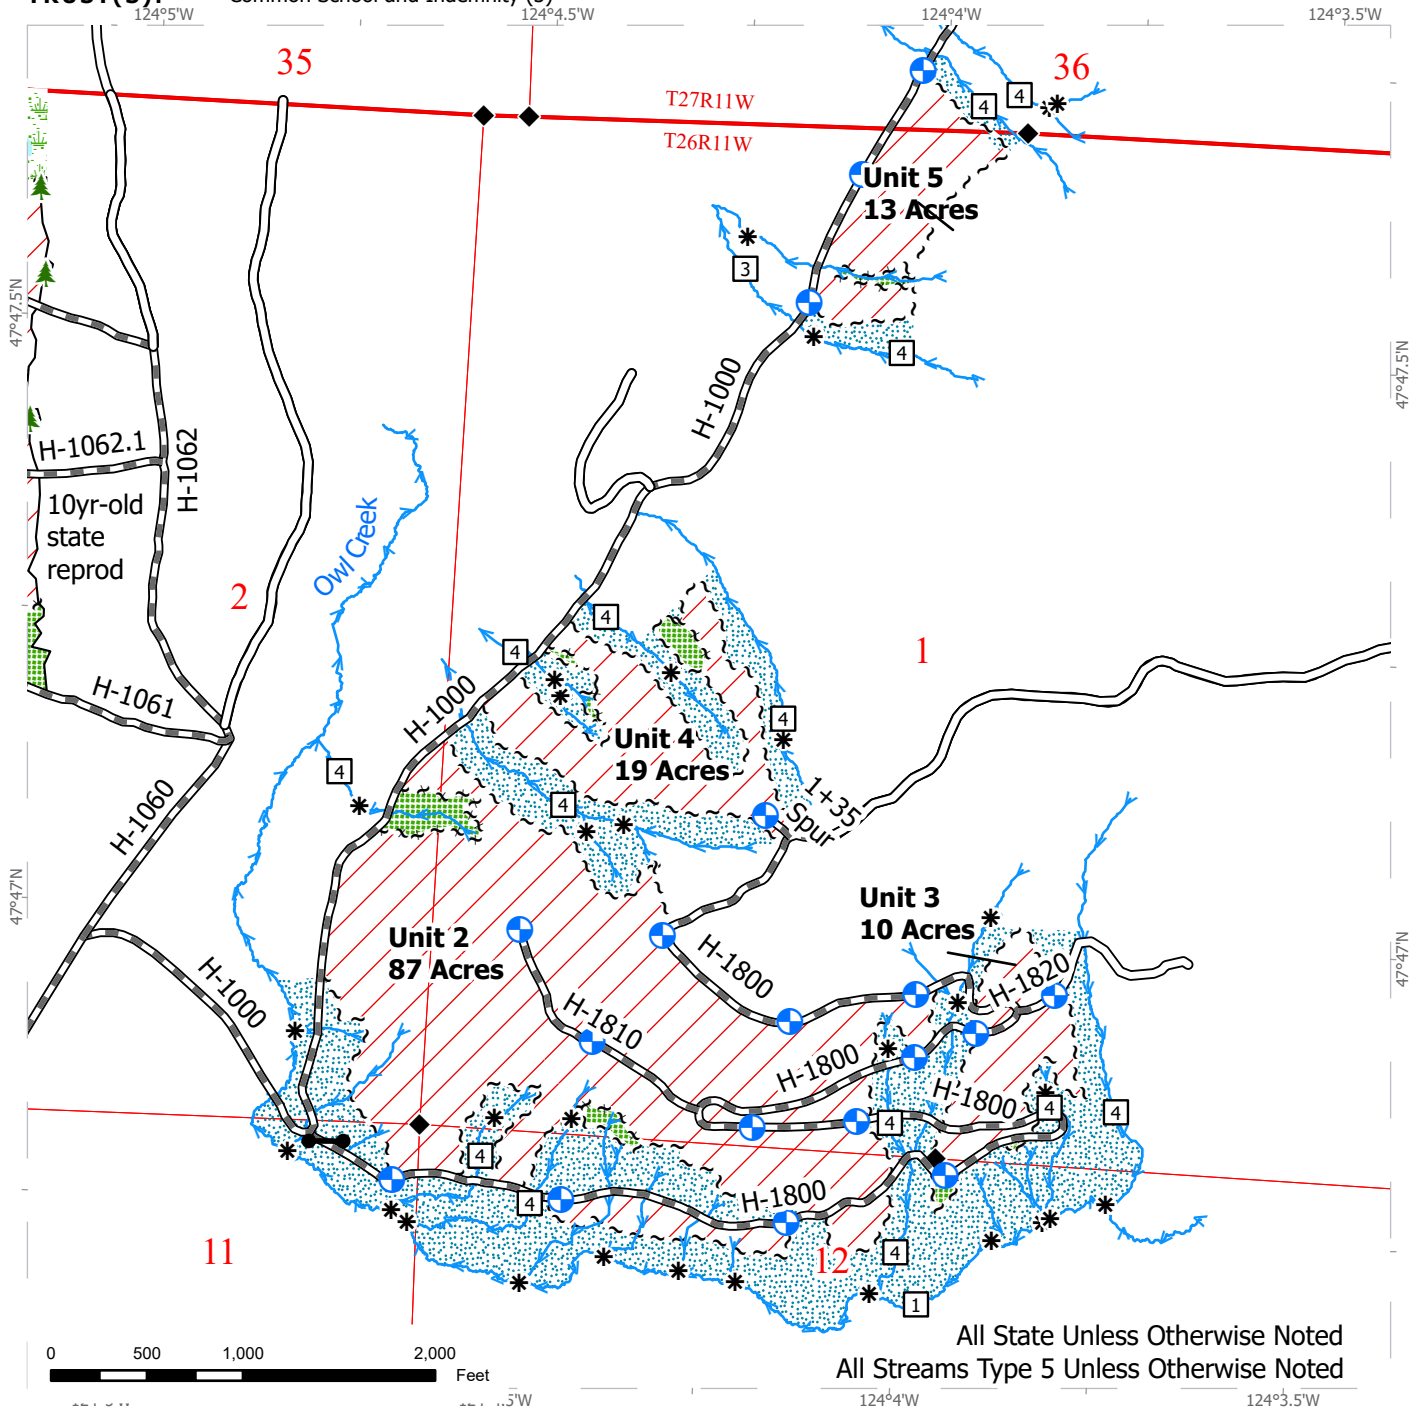 124°5'W
124°4.5'W
124°4'W
124°3.5'W
35
36
T27R11W
T26R11W
4
4
Unit 5
13 Acres
3
4
47°47.5'N
47°47.5'N
H-1000
H-1062.1
H-1062
10yr-old
state
reprod
Owl Creek
2
1
4
4
H-1061
H-1000
4
Unit 4
19 Acres
4
4
1+35
Spur
H-1060
47°47'N
47°47'N
Unit 3
10 Acres
Unit 2
87 Acres
H-1800
H-1820
H-1000
H-1810
H-1800
H-1800
4
4
4
4
4
H-1800
11
12
4
1
All State Unless Otherwise Noted
All Streams Type 5 Unless Otherwise Noted
0 500 1,000 2,000
Feet
124°4'W
124°3.5'W